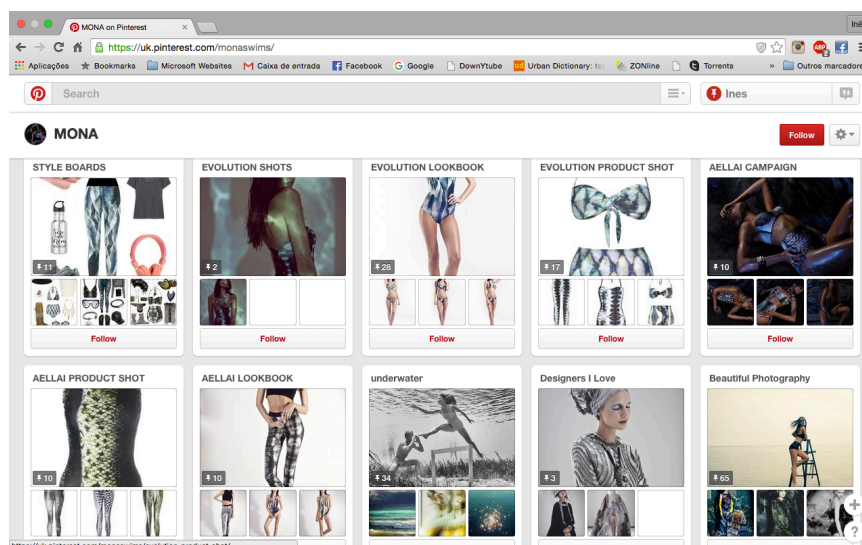 MONA on Pinterest
Inê
https://uk.pinterest.com/monaswims/
Aplicações Bookmarks Microsoft Websites Caixa de entrada Facebook Google DownYtube Urban Dictionary: to ZONline Torrents » Outros marcadore
Search
Ines
MONA
Follow
STYLE BOARDS EVOLUTION SHOTS EVOLUTION LOOKBOOK EVOLUTION PRODUCT SHOT AELLAI CAMPAIGN
11 2 28 17 10
Follow Follow Follow Follow Follow
AELLAI PRODUCT SHOT AELLAI LOOKBOOK underwater Designers I Love Beautiful Photography
10 10 34 3 65
+
?